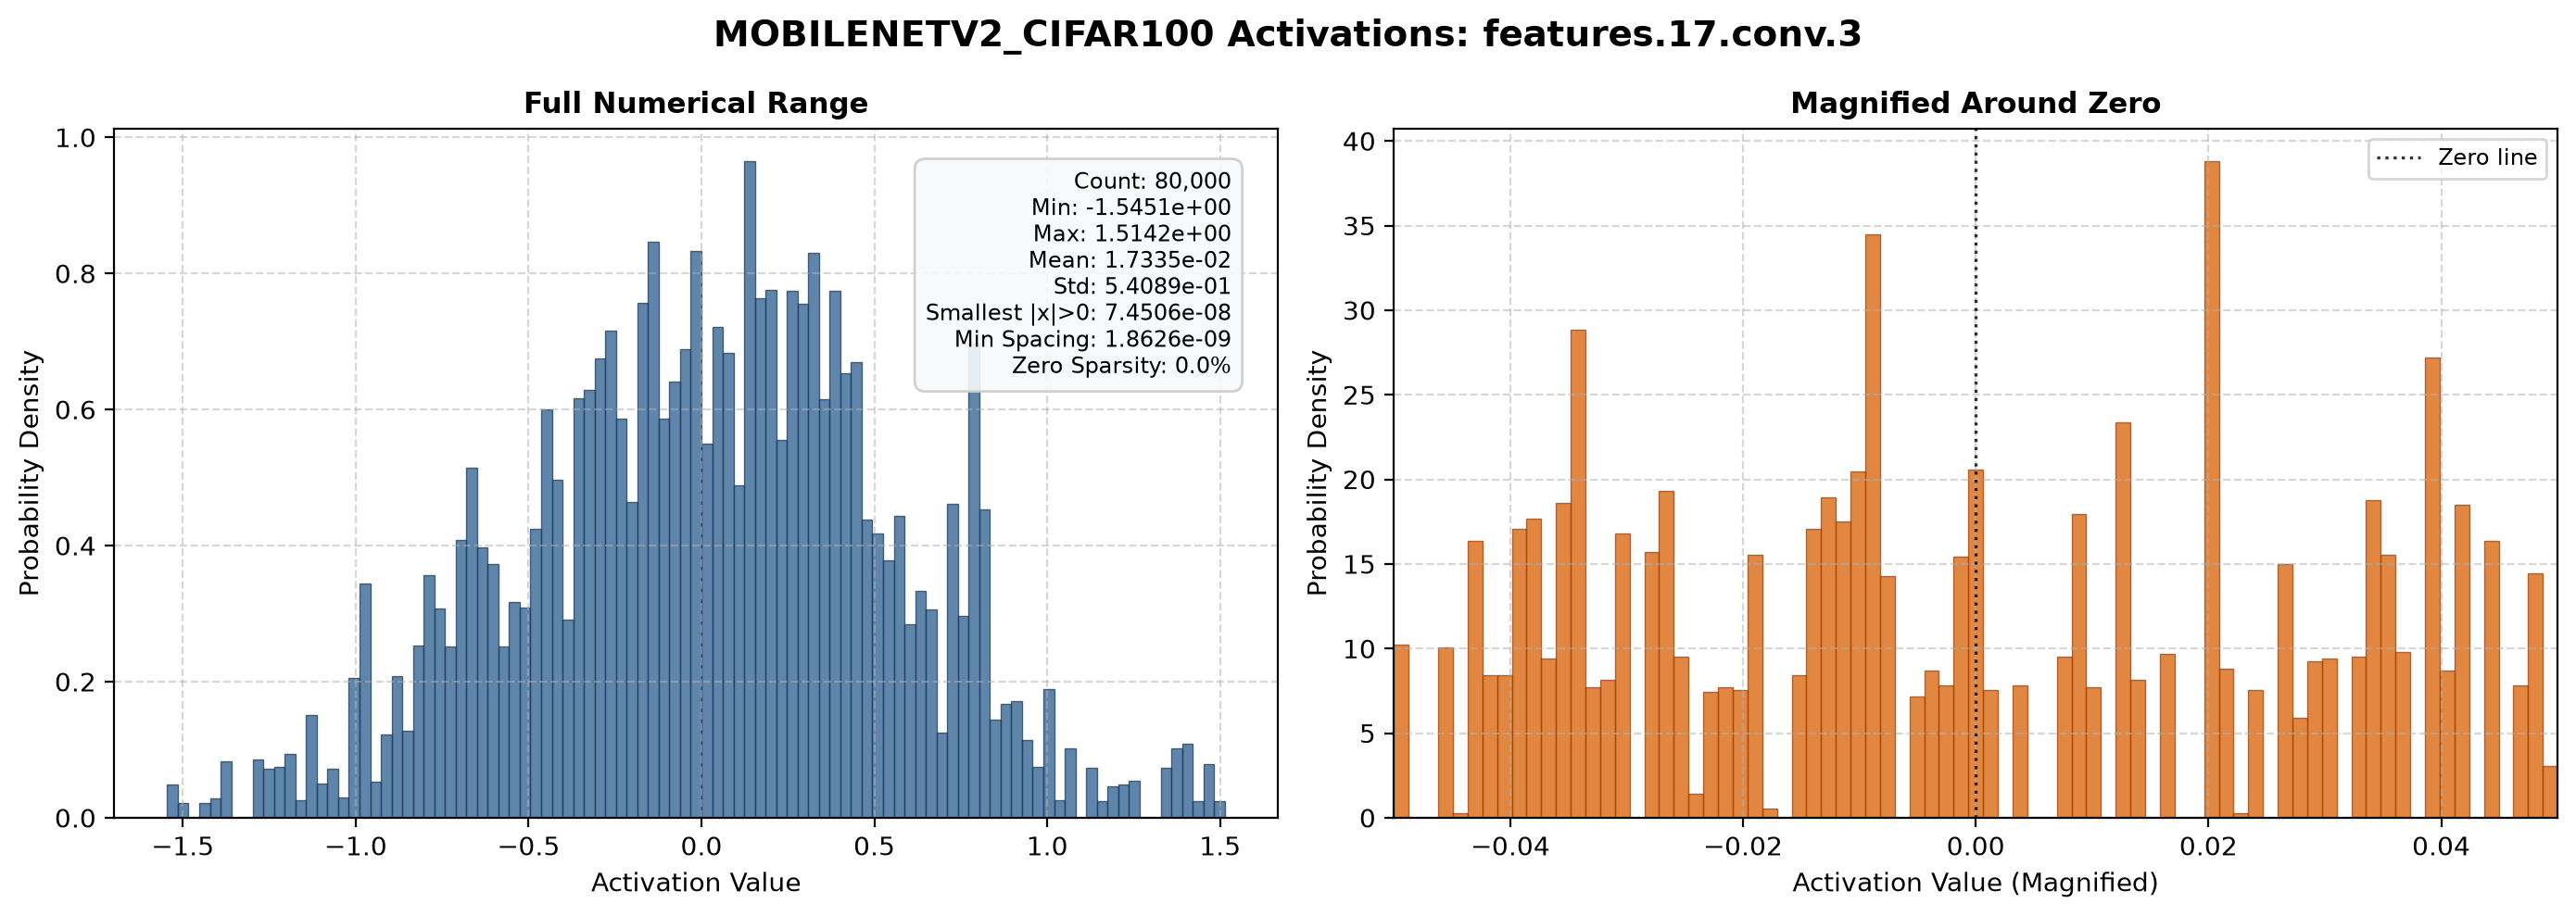 MOBILENETV2_CIFAR100 Activations: features.17.conv.3
Full Numerical Range
1.0
0.8
0.6
0.4
0.2
0.0
Probability Density
Count: 80,000
Min: -1.5451e+00
Max: 1.5142e+00
Mean: 1.7335e-02
Std: 5.4089e-01
Smallest |x|>0: 7.4506e-08
Min Spacing: 1.8626e-09
Zero Sparsity: 0.0%
−1.5 −1.0 −0.5 0.0 0.5 1.0 1.5
Activation Value
Magnified Around Zero
40
35
30
25
20
15
10
5
0
Probability Density
Zero line
−0.04 −0.02 0.00 0.02 0.04
Activation Value (Magnified)